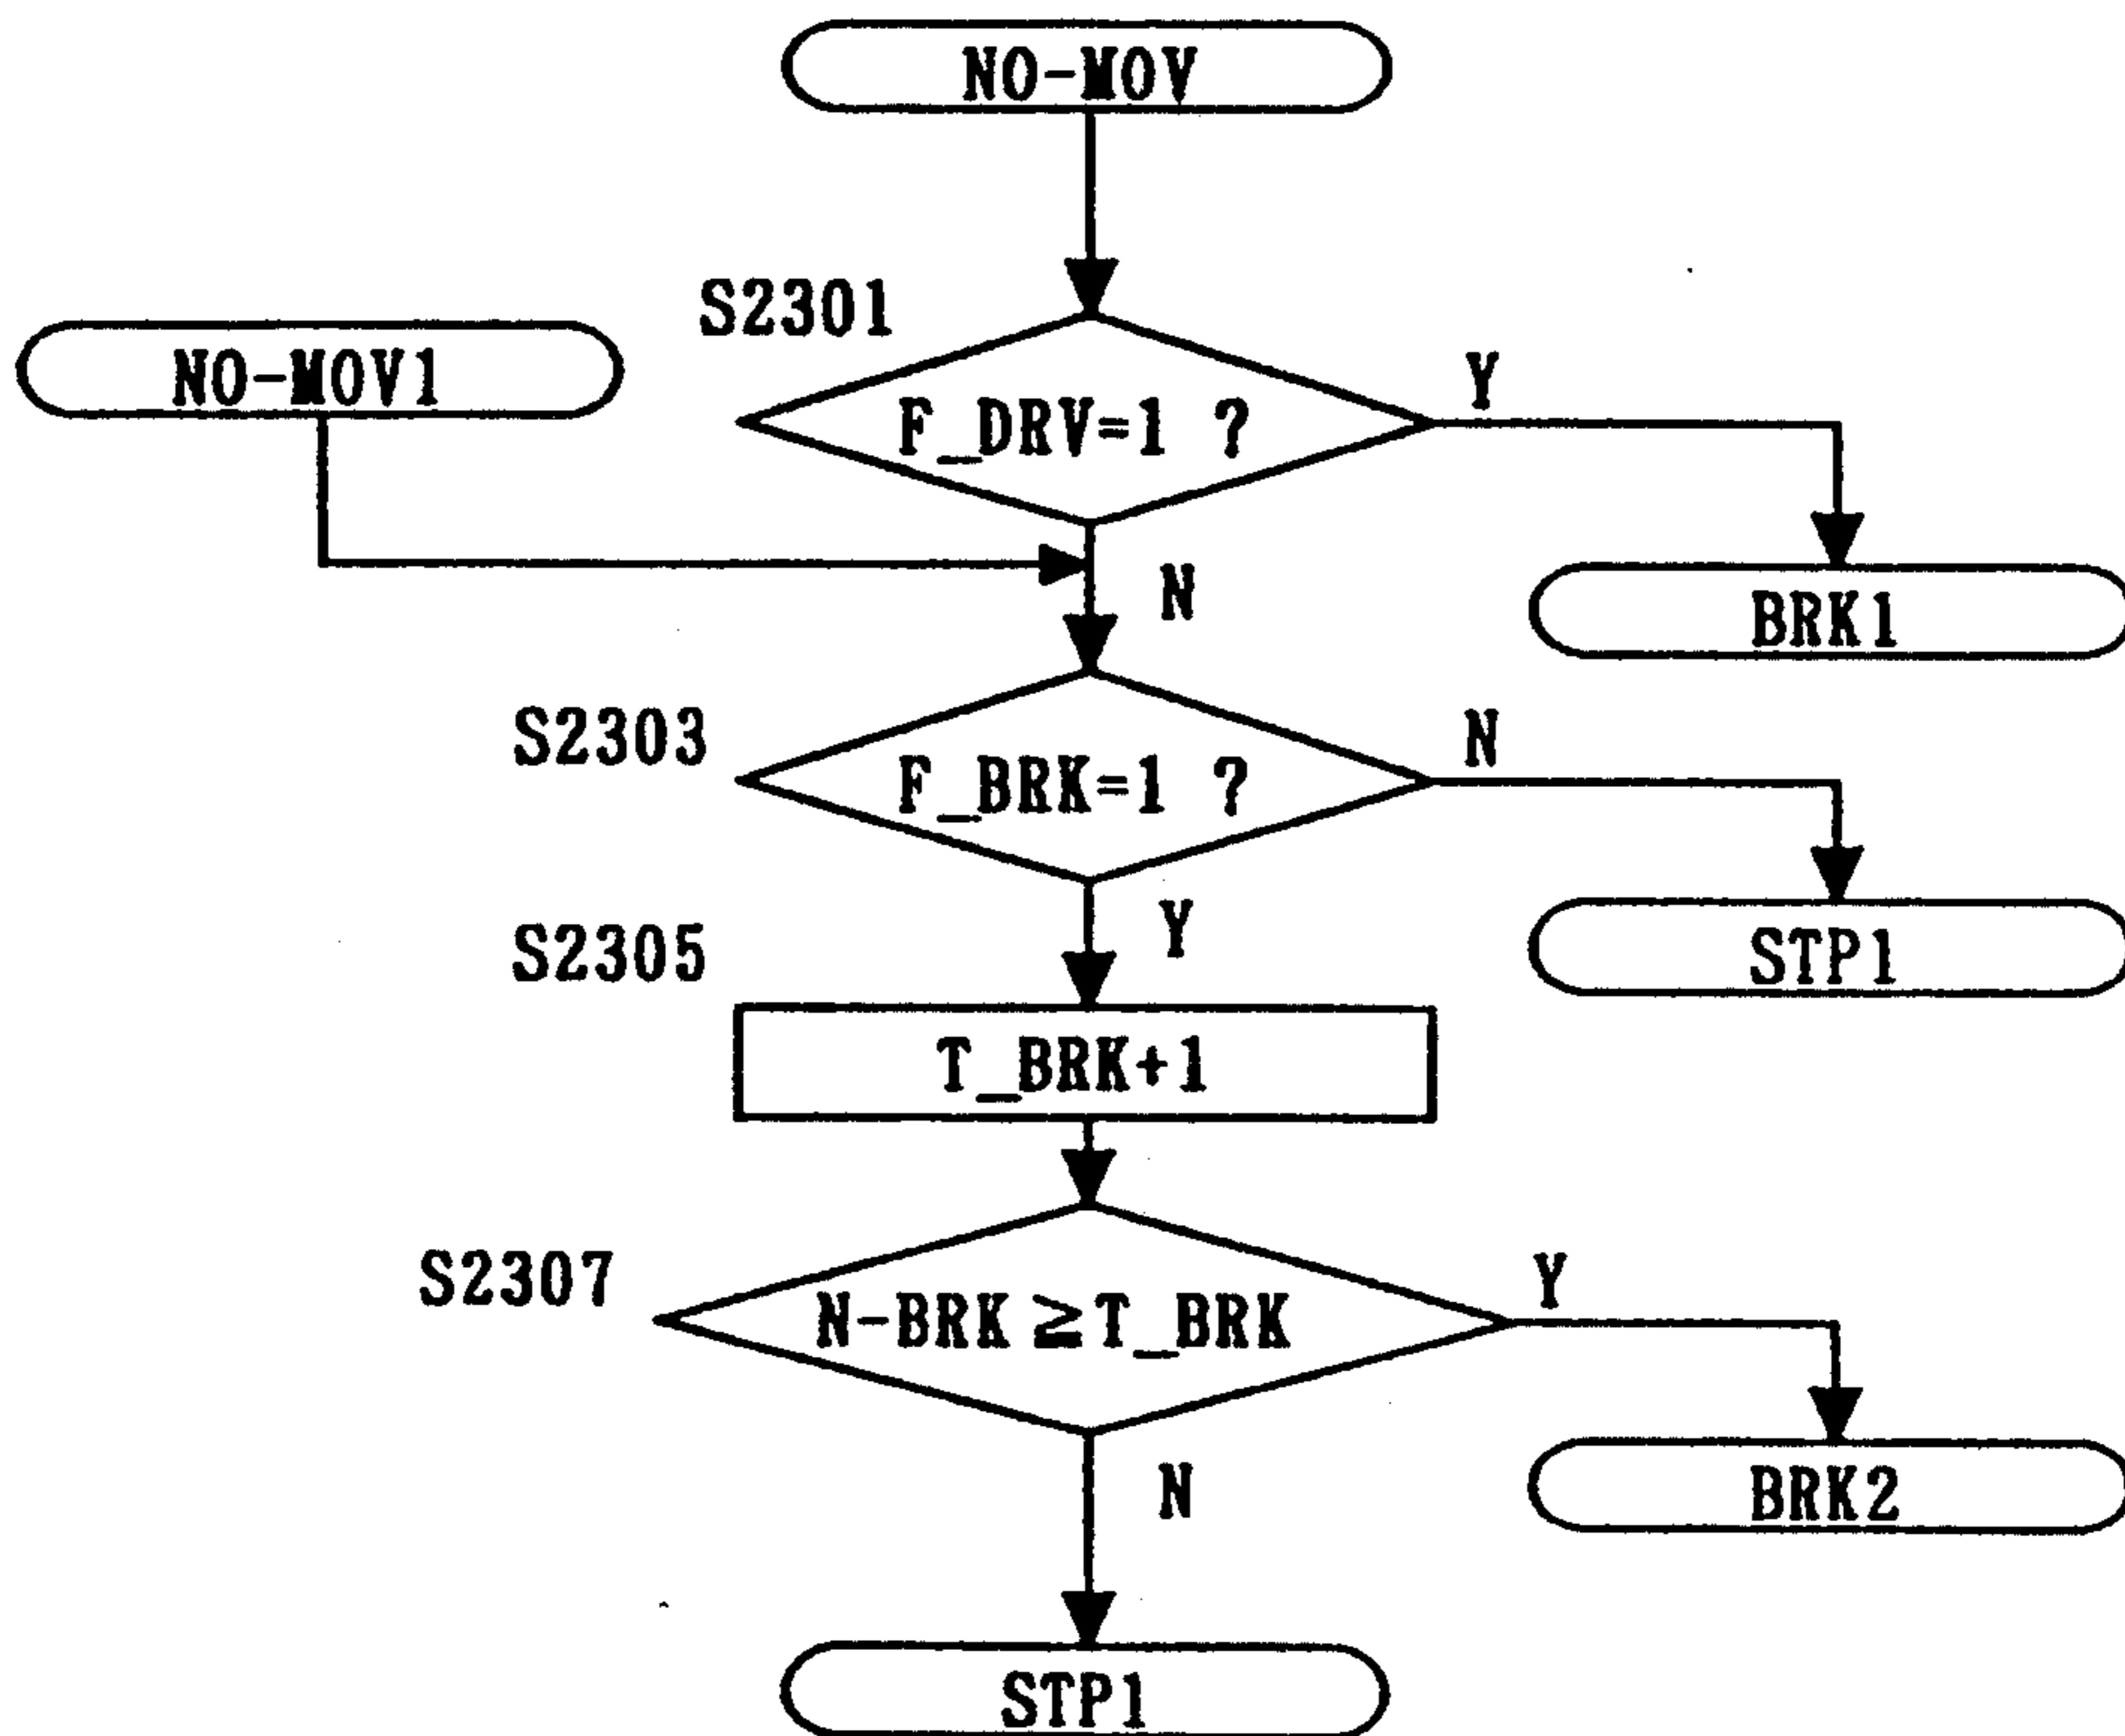 NO-MOV
S2301
NO-MOV1
F_DRV=1 ?
Y
N
BRK1
S2303
F_BRK=1 ?
N
Y
STP1
S2305
T_BRK+1
S2307
N-BRK≧T_BRK
Y
N
BRK2
STP1